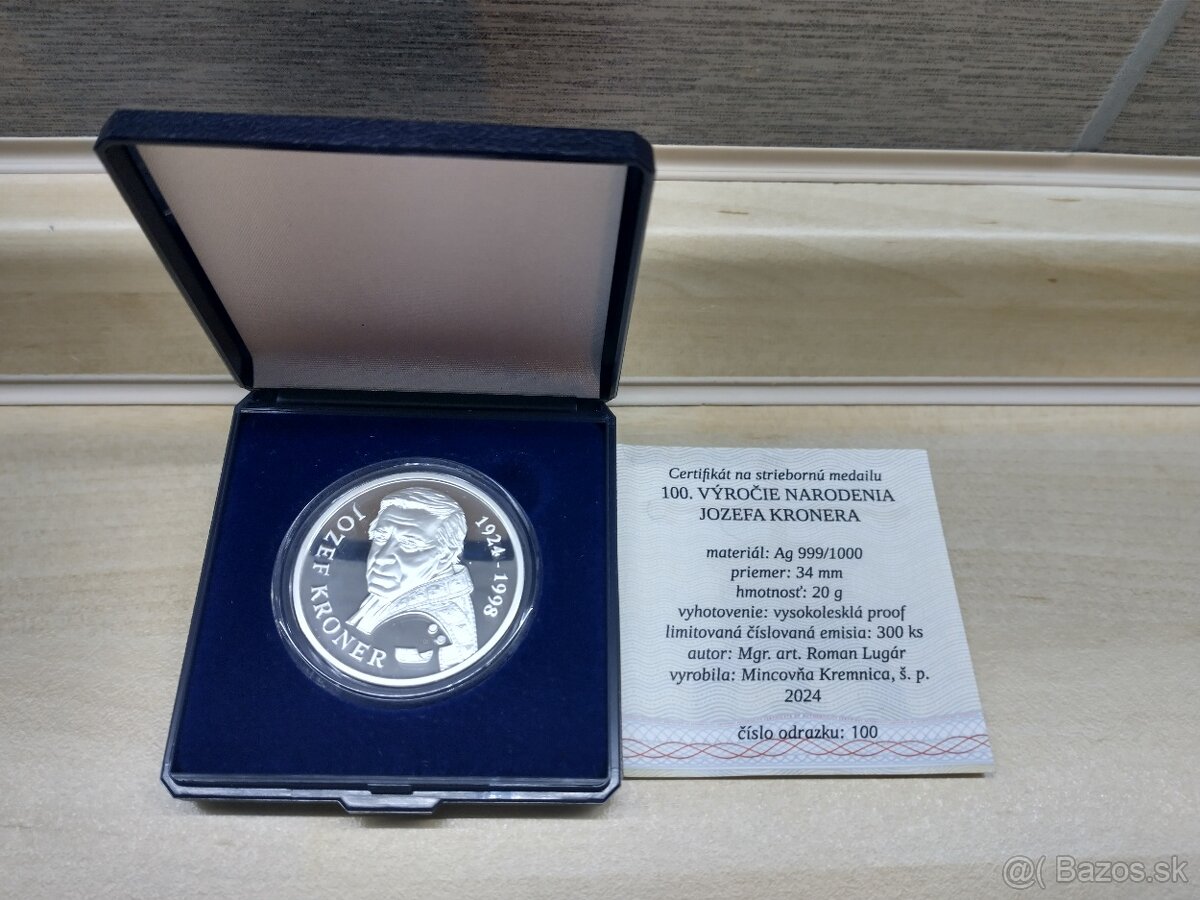 JOZEF KRONER
1924-1998
Certifikát na striebornú medailu
100. VÝROČIE NARODENIA
JOZEFA KRONERA
materiál: Ag 999/1000
priemer: 34 mm
hmotnosť: 20 g
vyhotovenie: vysokolesklá proof
limitovaná číslovaná emisia: 300 ks
autor: Mgr. art. Roman Lugár
vyrobila: Mincovňa Kremnica, š. p.
2024
číslo odrazku: 100
@( Bazos.sk